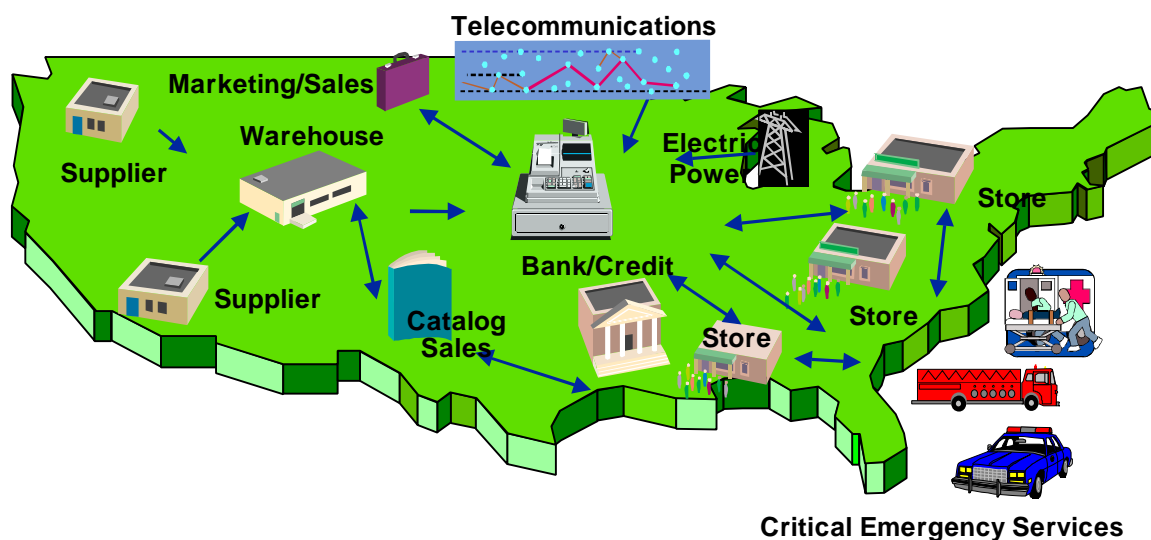 Telecommunications
Marketing/Sales
Warehouse
Electric
Power
Supplier
Store
Bank/Credit
Supplier
Catalog
Sales
Store
Store
Critical Emergency Services